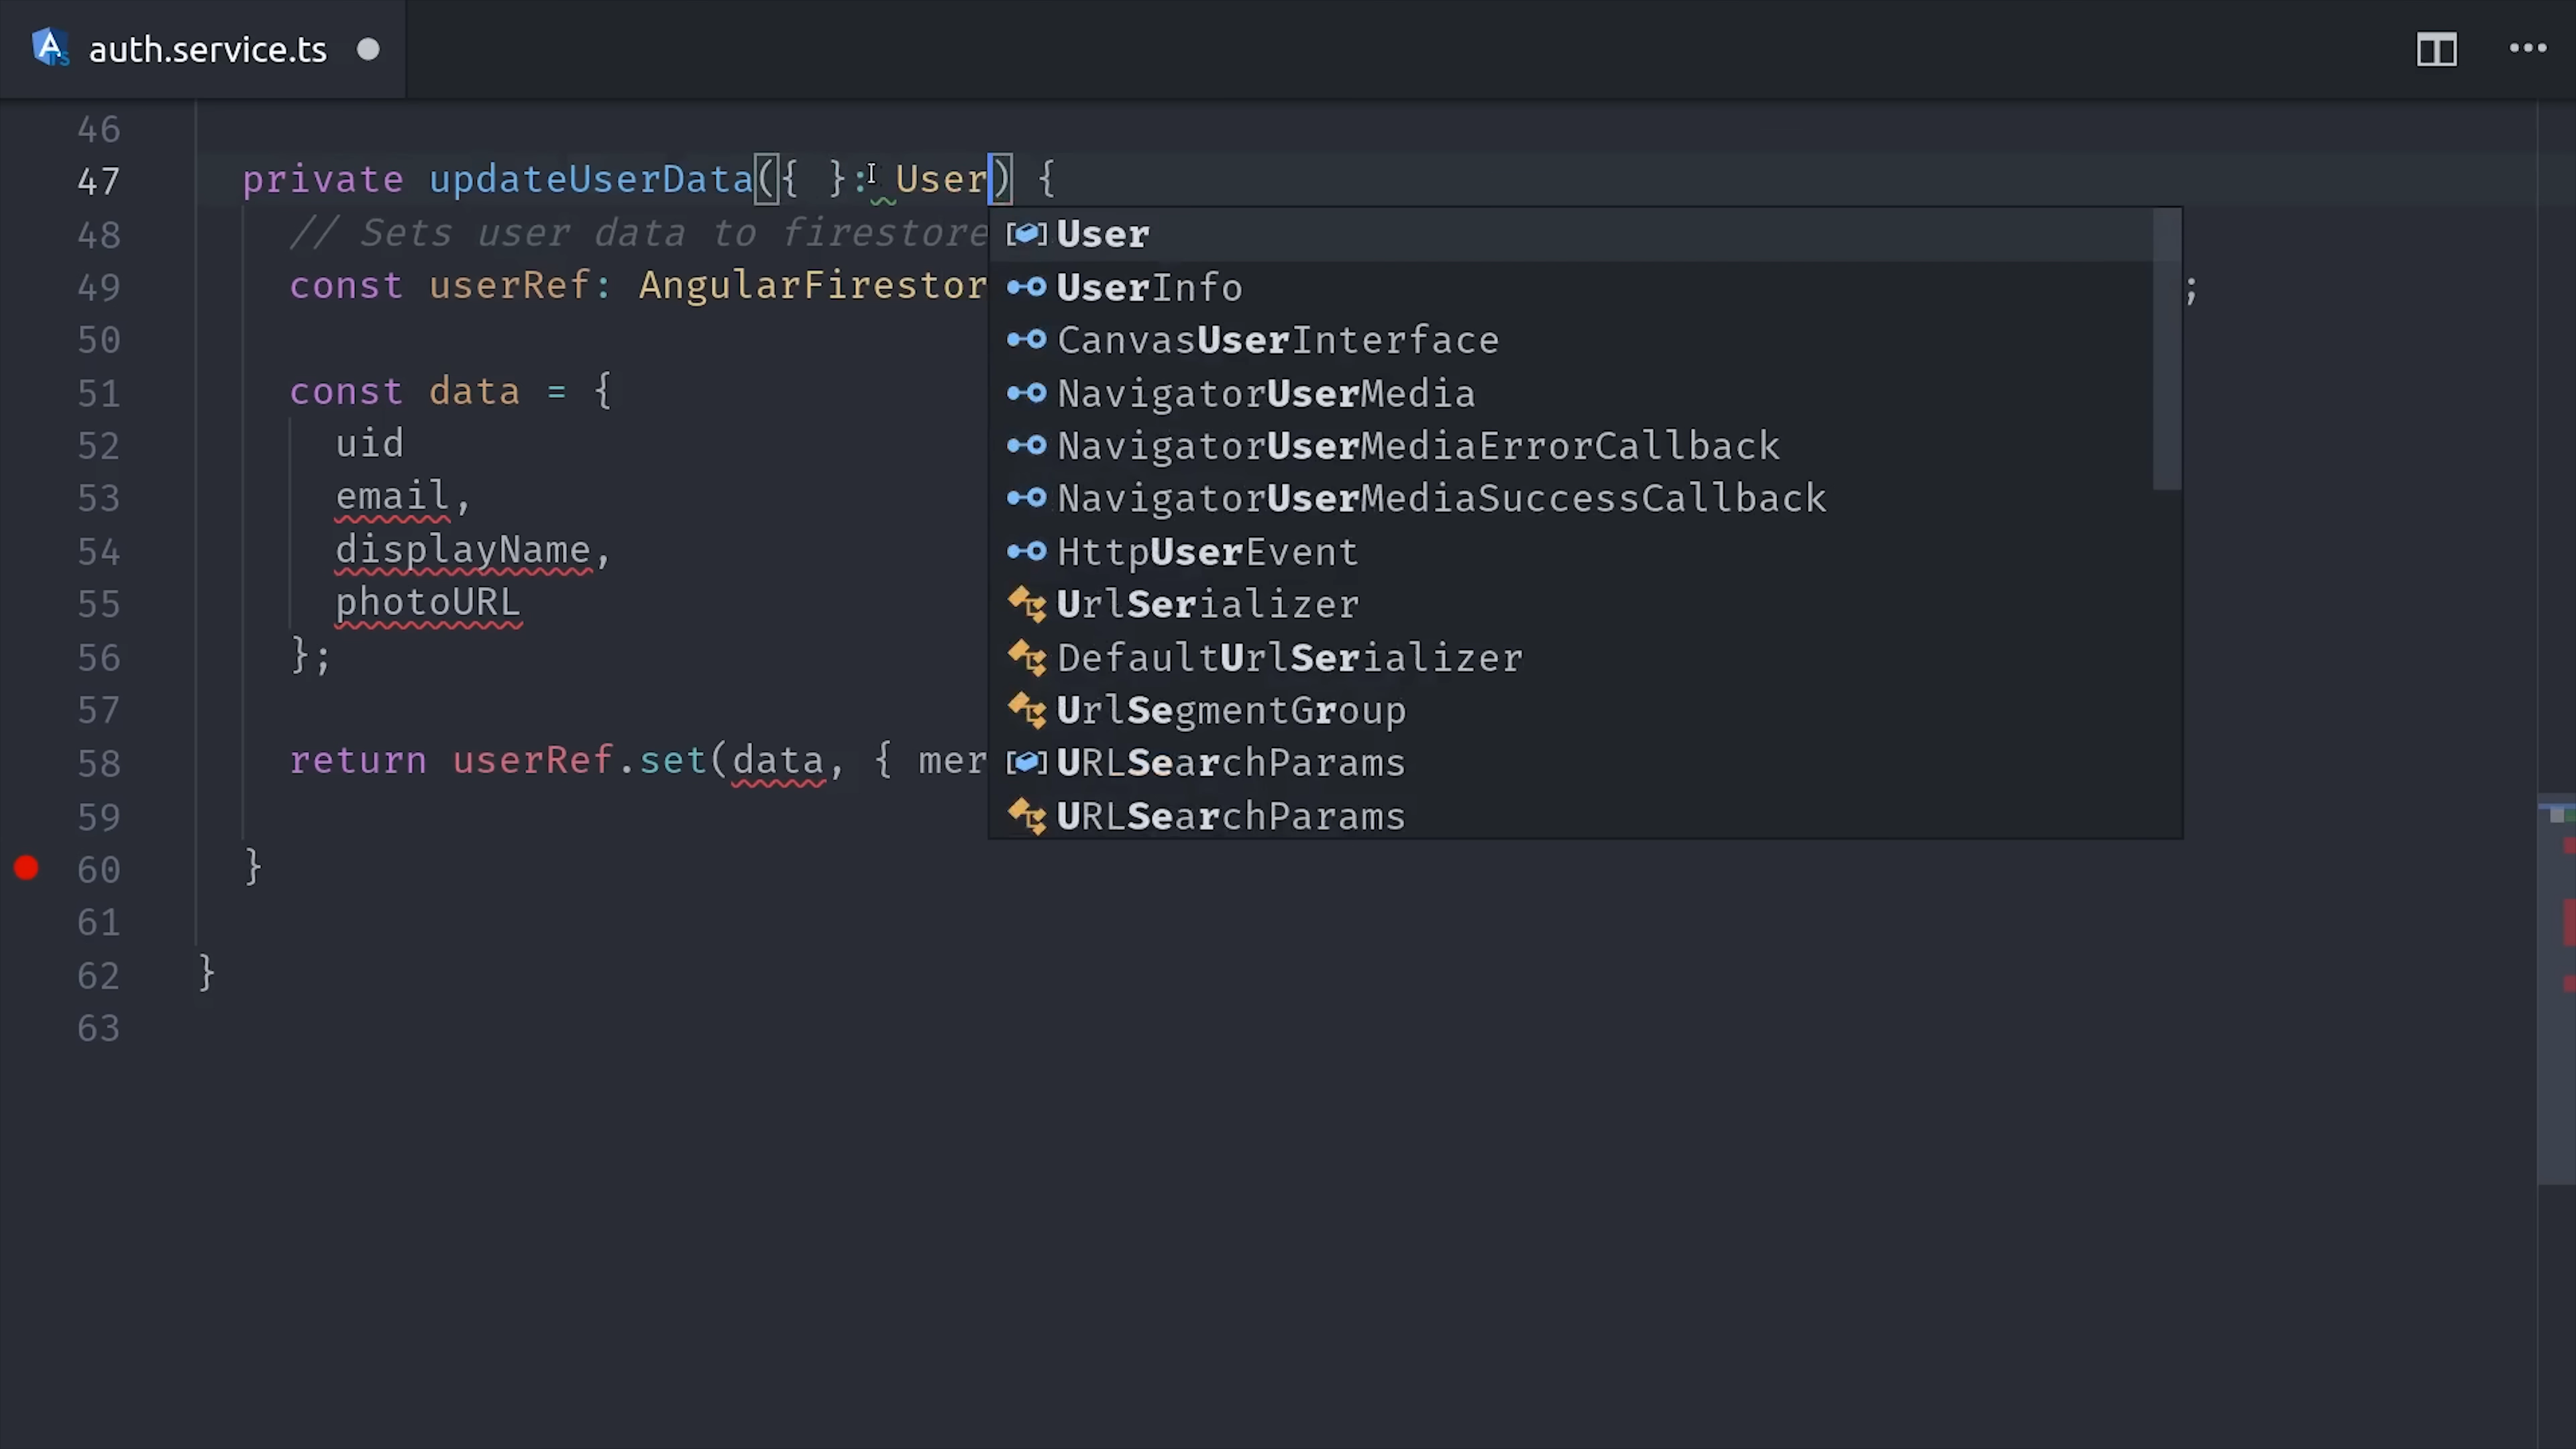 auth.service.ts
46
47 private updateUserData({ }: User) {
48 // Sets user data to firestore
49 const userRef: AngularFirestor ;
50
51 const data = {
52 uid
53 email,
54 displayName,
55 photoURL
56 };
57
58 return userRef.set(data, { mer
59
60 }
61
62 }
63
User
UserInfo
CanvasUserInterface
NavigatorUserMedia
NavigatorUserMediaErrorCallback
NavigatorUserMediaSuccessCallback
HttpUserEvent
UrlSerializer
DefaultUrlSerializer
UrlSegmentGroup
URLSearchParams
URLSearchParams